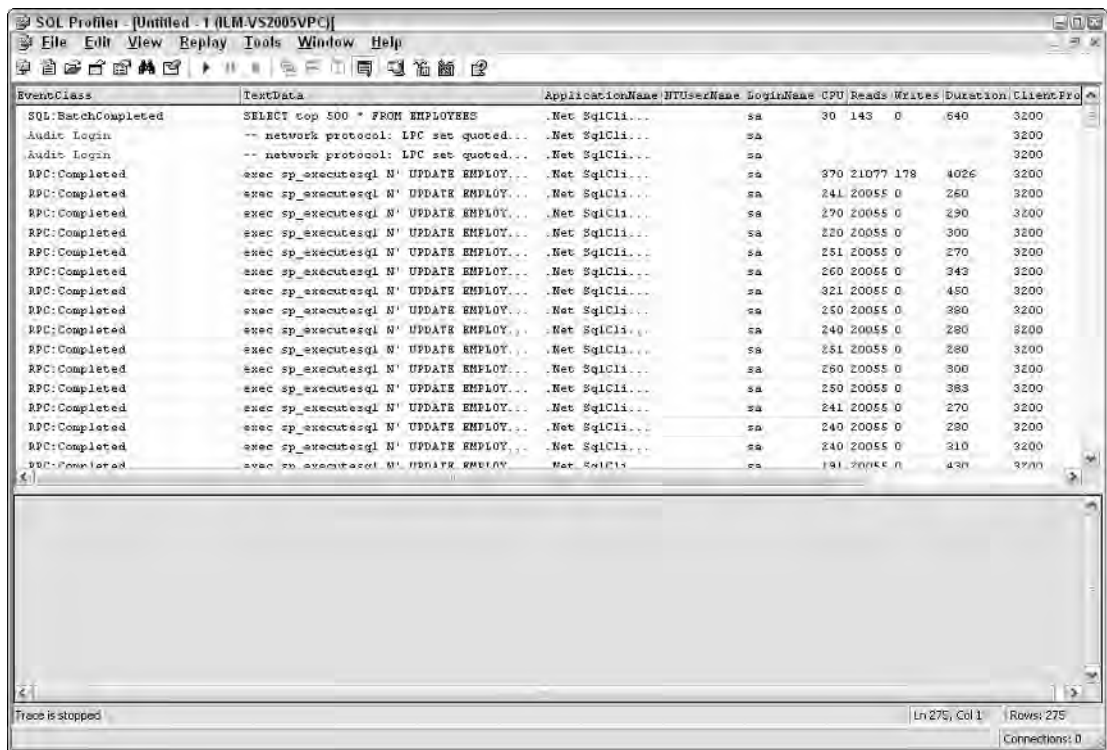 SQL Profiler - [Untitled - 1 (ILM-VS2005VPC)[
File Edit View Replay Tools Window Help
EventClass TextData ApplicationName NTUserName LoginName CPU Reads Writes Duration ClientPro
SQL:BatchCompleted SELECT top 500 * FROM EMPLOYEES .Net SqlCli... sa 30 143 0 640 3200
Audit Login -- network protocol: LPC set quoted... .Net SqlCli... sa 3200
Audit Login -- network protocol: LPC set quoted... .Net SqlCli... sa 3200
RPC:Completed exec sp_executesql N' UPDATE EMPLOY... .Net SqlCli... sa 370 21077 178 4026 3200
RPC:Completed exec sp_executesql N' UPDATE EMPLOY... .Net SqlCli... sa 241 20055 0 260 3200
RPC:Completed exec sp_executesql N' UPDATE EMPLOY... .Net SqlCli... sa 270 20055 0 290 3200
RPC:Completed exec sp_executesql N' UPDATE EMPLOY... .Net SqlCli... sa 220 20055 0 300 3200
RPC:Completed exec sp_executesql N' UPDATE EMPLOY... .Net SqlCli... sa 251 20055 0 270 3200
RPC:Completed exec sp_executesql N' UPDATE EMPLOY... .Net SqlCli... sa 260 20055 0 343 3200
RPC:Completed exec sp_executesql N' UPDATE EMPLOY... .Net SqlCli... sa 321 20055 0 450 3200
RPC:Completed exec sp_executesql N' UPDATE EMPLOY... .Net SqlCli... sa 250 20055 0 380 3200
RPC:Completed exec sp_executesql N' UPDATE EMPLOY... .Net SqlCli... sa 240 20055 0 280 3200
RPC:Completed exec sp_executesql N' UPDATE EMPLOY... .Net SqlCli... sa 251 20055 0 280 3200
RPC:Completed exec sp_executesql N' UPDATE EMPLOY... .Net SqlCli... sa 260 20055 0 300 3200
RPC:Completed exec sp_executesql N' UPDATE EMPLOY... .Net SqlCli... sa 250 20055 0 383 3200
RPC:Completed exec sp_executesql N' UPDATE EMPLOY... .Net SqlCli... sa 241 20055 0 270 3200
RPC:Completed exec sp_executesql N' UPDATE EMPLOY... .Net SqlCli... sa 240 20055 0 280 3200
RPC:Completed exec sp_executesql N' UPDATE EMPLOY... .Net SqlCli... sa 240 20055 0 310 3200
RPC:Completed exec sp_executesql N' UPDATE EMPLOY... .Net SqlCli... sa 191 20055 0 430 3200
Trace is stopped Ln 275, Col 1 Rows: 275
Connections: 0